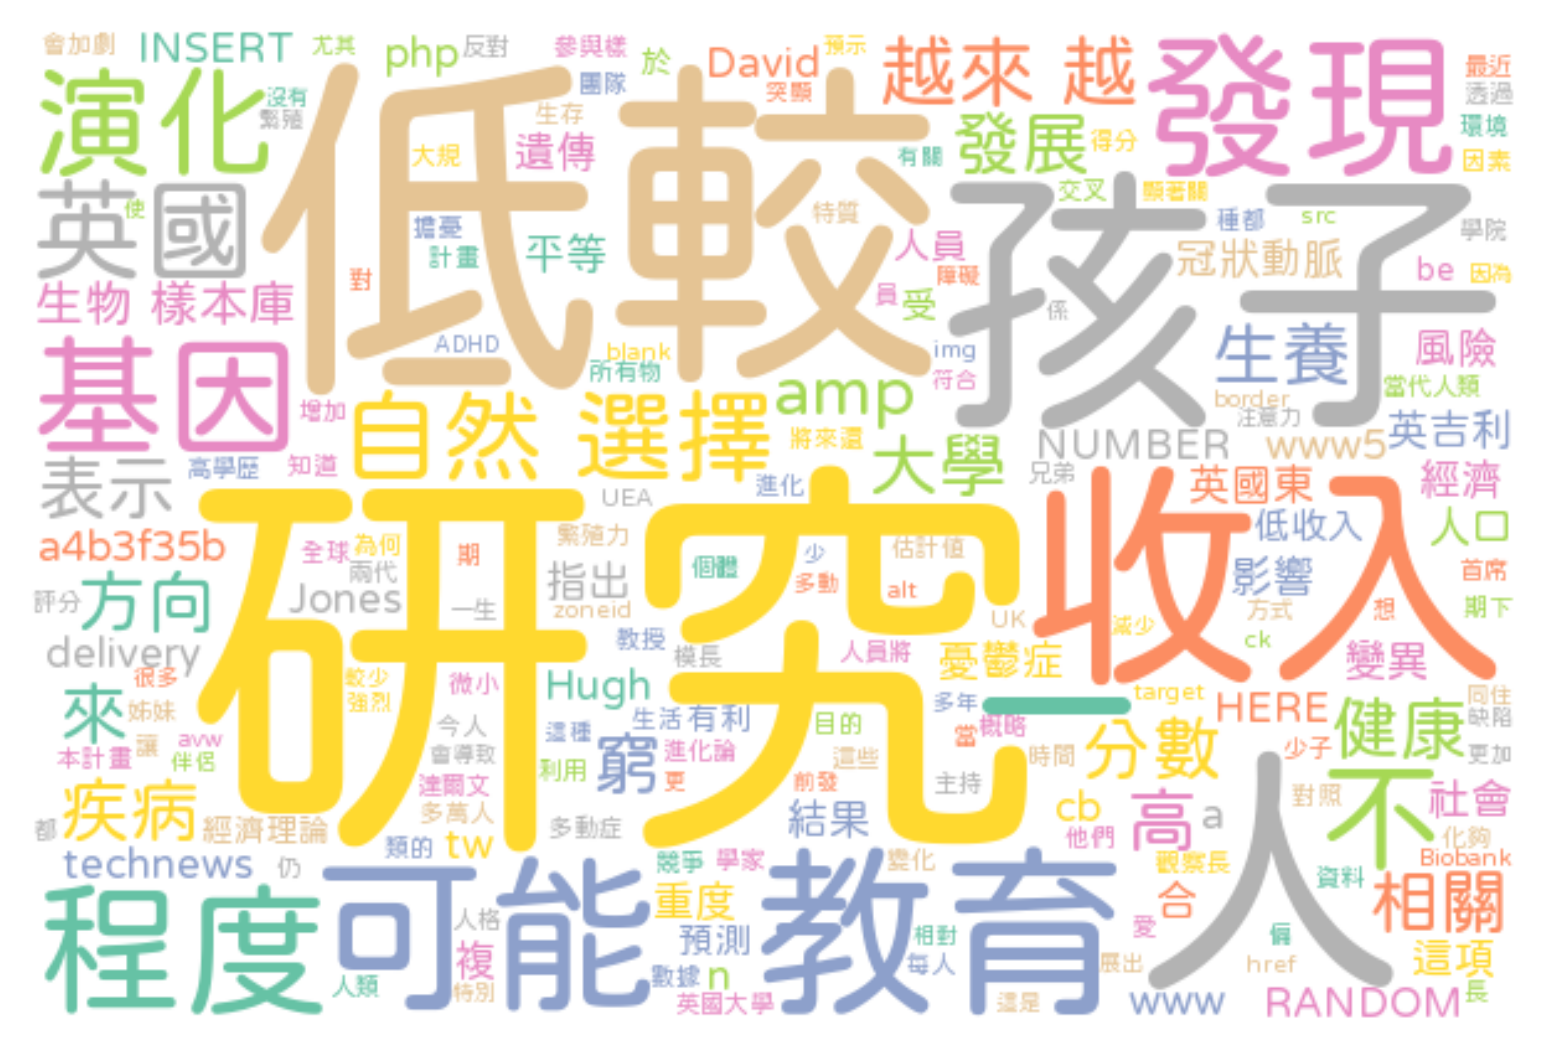 會加劇 INSERT 尤其 php 反對 參與樣 於 David 預示 越來 越 發現 最近
演化 沒有 繁殖 低較 團隊 突顯 透過
生存 大規 遺傳 有關 發展 得分 環境 因素
英國 使 擔憂 計畫 平等 特質 人員 孩子 交叉 顯著關 種都 src 學院
對 障礙 員 受 係 冠狀動脈 be 因為
生物 樣本庫 ADHD blank 所有物 img 符合 生養 風險
基因 增加 自然 選擇 amp 將來還 border 當代人類 注意力
表示 高學歷 知道 大學 NUMBER www5 英吉利
UEA 進化 兄弟 收入 英國東 經濟
a4b3f35b 全球 為何 兩代 期 研究 繁殖力 個體 少 估計值 低收入 人口
評分 方向 Jones 一生 指出 zoneid 多動 alt 影響 首席
UK 減少 方式 想 期下 ck
delivery 很多 較少 強烈 微小 教授 模長 人員將 憂鬱症 變異
來 姊妹 Hugh 多年 _ target HERE 同住 缺陷
本計畫 讓 avw 伴侶 今人 會導致 這種 生活有利 目的 當 概略 時間 分數 少子 健康 更加
達爾文 利用 窮 進化論 更 這些 前發 主持
疾病 多萬人 結果 cb 高 a 對照 不 社會
都 經濟理論 類的 tw 多動症 他們 化夠
technews 仍 競爭 學家 變化 觀察長 人 Biobank
程度 可能 人格 重度 教育 合 資料 相關
複 預測 相對 愛 偏 這項
人類 特別 數據 n 每人 展出 href
英國大學 這是 www RANDOM 長